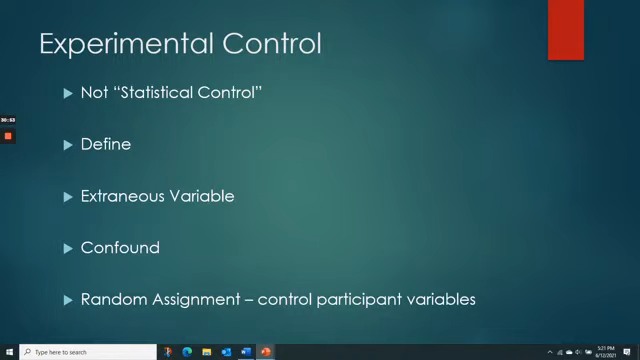 Experimental Control
Not “Statistical Control”
Define
Extraneous Variable
Confound
Random Assignment – control participant variables
Type here to search
5:21 PM
6/12/2021